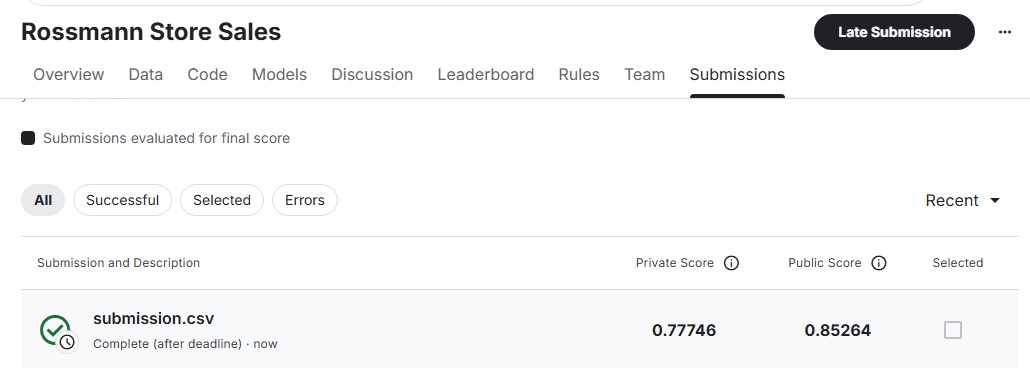 Rossmann Store Sales
Late Submission
Overview Data Code Models Discussion Leaderboard Rules Team Submissions
Submissions evaluated for final score
All Successful Selected Errors
Recent
Submission and Description Private Score Public Score Selected
submission.csv
0.77746 0.85264
Complete (after deadline) · now